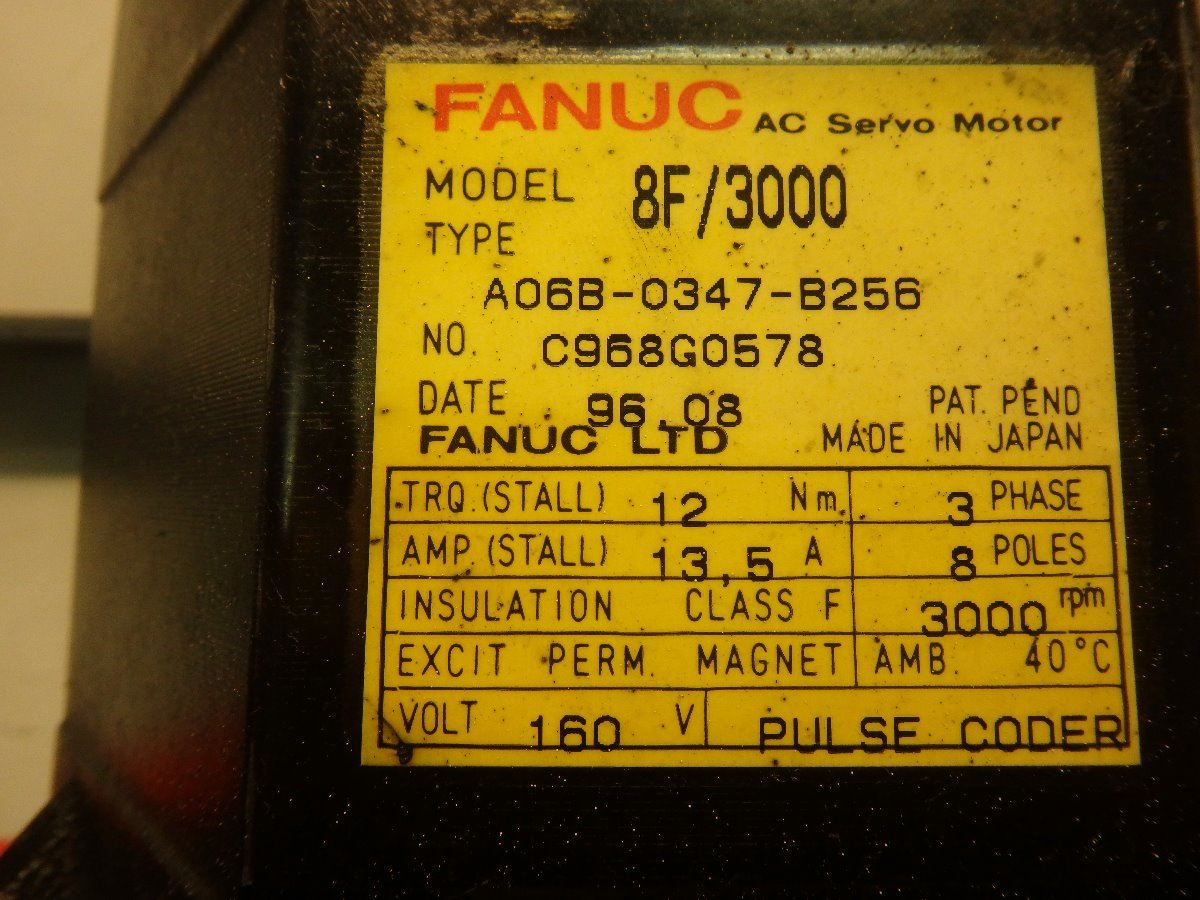 FANUC AC Servo Motor
MODEL 8F/3000
TYPE
A06B-0347-B256
NO. C968G0578
DATE 96.08 PAT. PEND
FANUC LTD MADE IN JAPAN
TRQ.(STALL) 12 Nm. 3 PHASE
AMP.(STALL) 13,5 A 8 POLES
INSULATION CLASS F 3000 rpm
EXCIT PERM. MAGNET AMB. 40°C
VOLT 160 V PULSE CODER